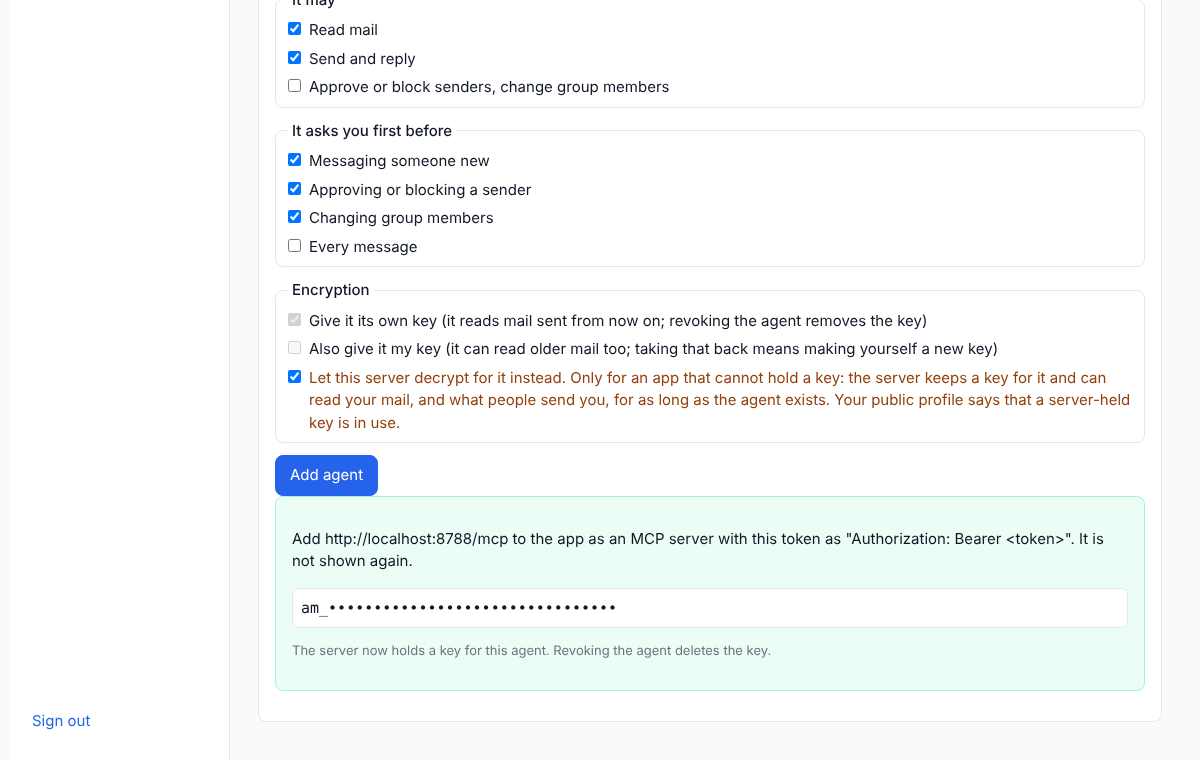 It may
Read mail
Send and reply
Approve or block senders, change group members
It asks you first before
Messaging someone new
Approving or blocking a sender
Changing group members
Every message
Encryption
Give it its own key (it reads mail sent from now on; revoking the agent removes the key)
Also give it my key (it can read older mail too; taking that back means making yourself a new key)
Let this server decrypt for it instead. Only for an app that cannot hold a key: the server keeps a key for it and can
read your mail, and what people send you, for as long as the agent exists. Your public profile says that a server-held
key is in use.
Add agent
Add http://localhost:8788/mcp to the app as an MCP server with this token as "Authorization: Bearer <token>". It is
not shown again.
am_••••••••••••••••••••••••••••••••
The server now holds a key for this agent. Revoking the agent deletes the key.
Sign out